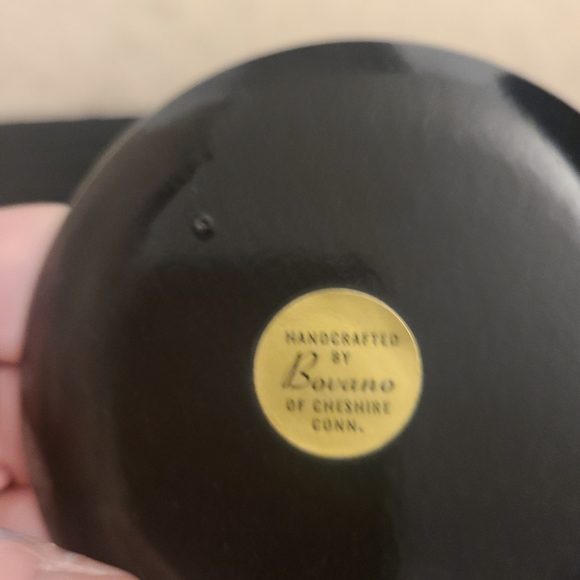 HANDCRAFTED
BY
Bovano
OF CHESHIRE
CONN.